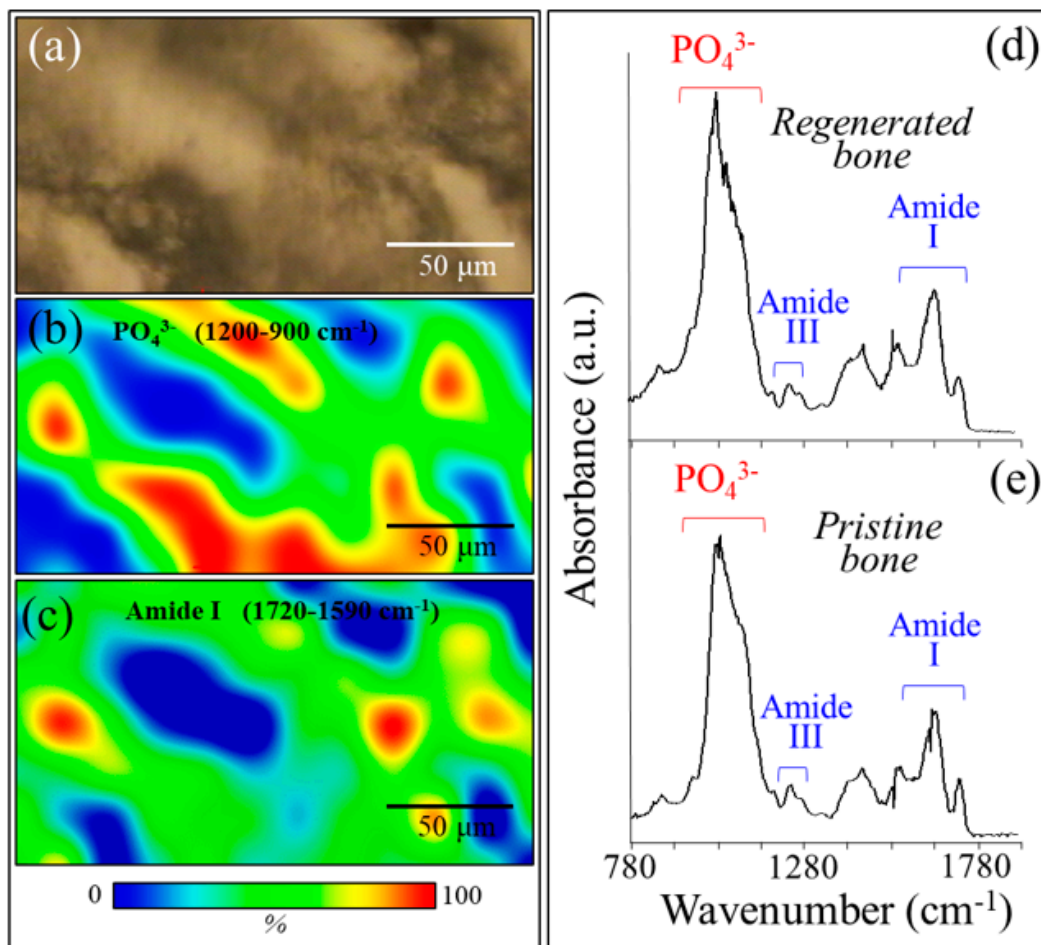 (a)
50 µm
(b)
PO₄³⁻ (1200-900 cm⁻¹)
50 µm
(c)
Amide I (1720-1590 cm⁻¹)
50 µm
0
100
%
(d)
PO₄³⁻
Regenerated
bone
Amide
I
Amide
III
(e)
PO₄³⁻
Pristine
bone
Amide
I
Amide
III
Absorbance (a.u.)
780
1280
1780
Wavenumber (cm⁻¹)